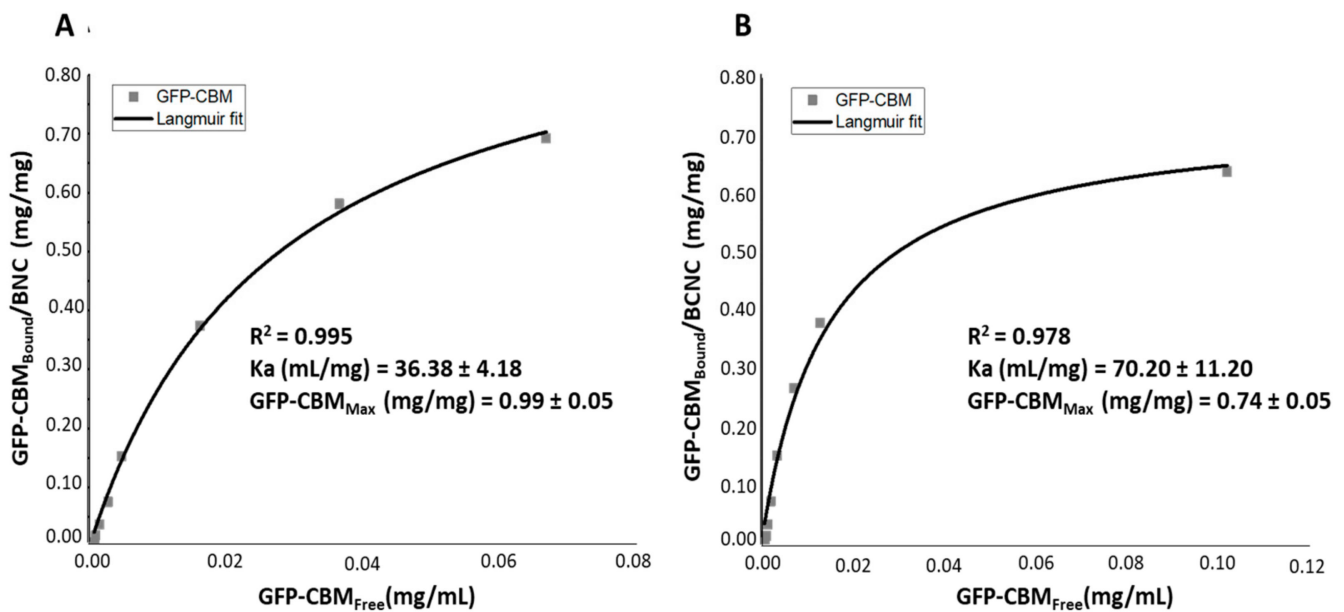 A
GFP-CBM
Langmuir fit
0.80
0.70
0.60
0.50
0.40
0.30
0.20
0.10
0.00
GFP-CBMBound/BNC (mg/mg)
R2 = 0.995
Ka (mL/mg) = 36.38 ± 4.18
GFP-CBMMax (mg/mg) = 0.99 ± 0.05
0.00 0.02 0.04 0.06 0.08
GFP-CBMFree(mg/mL)
B
GFP-CBM
Langmuir fit
0.80
0.70
0.60
0.50
0.40
0.30
0.20
0.10
0.00
GFP-CBMBound/BCNC (mg/mg)
R2 = 0.978
Ka (mL/mg) = 70.20 ± 11.20
GFP-CBMMax (mg/mg) = 0.74 ± 0.05
0.00 0.02 0.04 0.06 0.08 0.10 0.12
GFP-CBMFree(mg/mL)